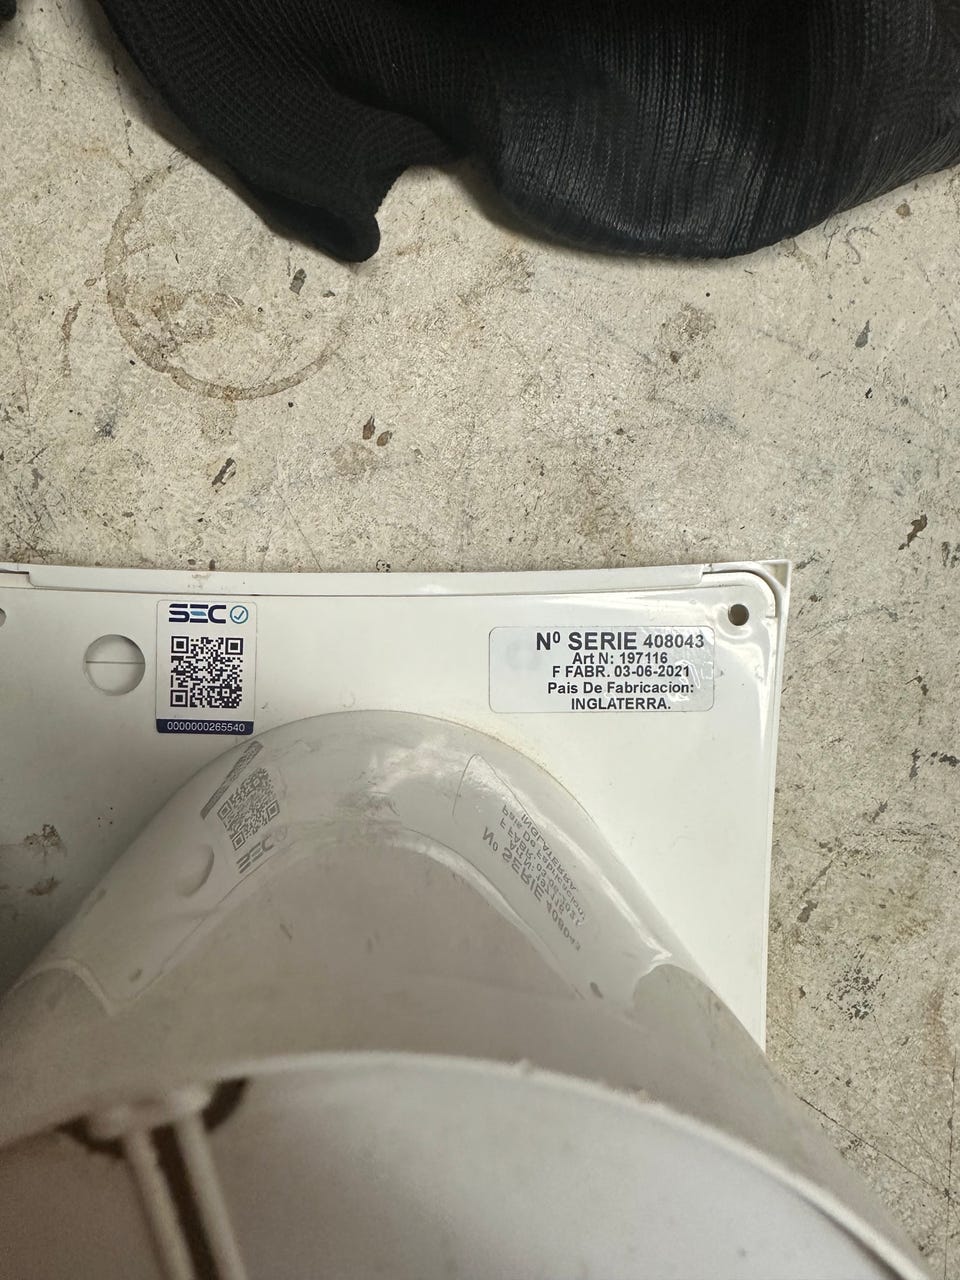 SEC
0000000265540
Nº SERIE 408043
Art N: 197116
F FABR. 03-06-2021
Pais De Fabricacion:
INGLATERRA.